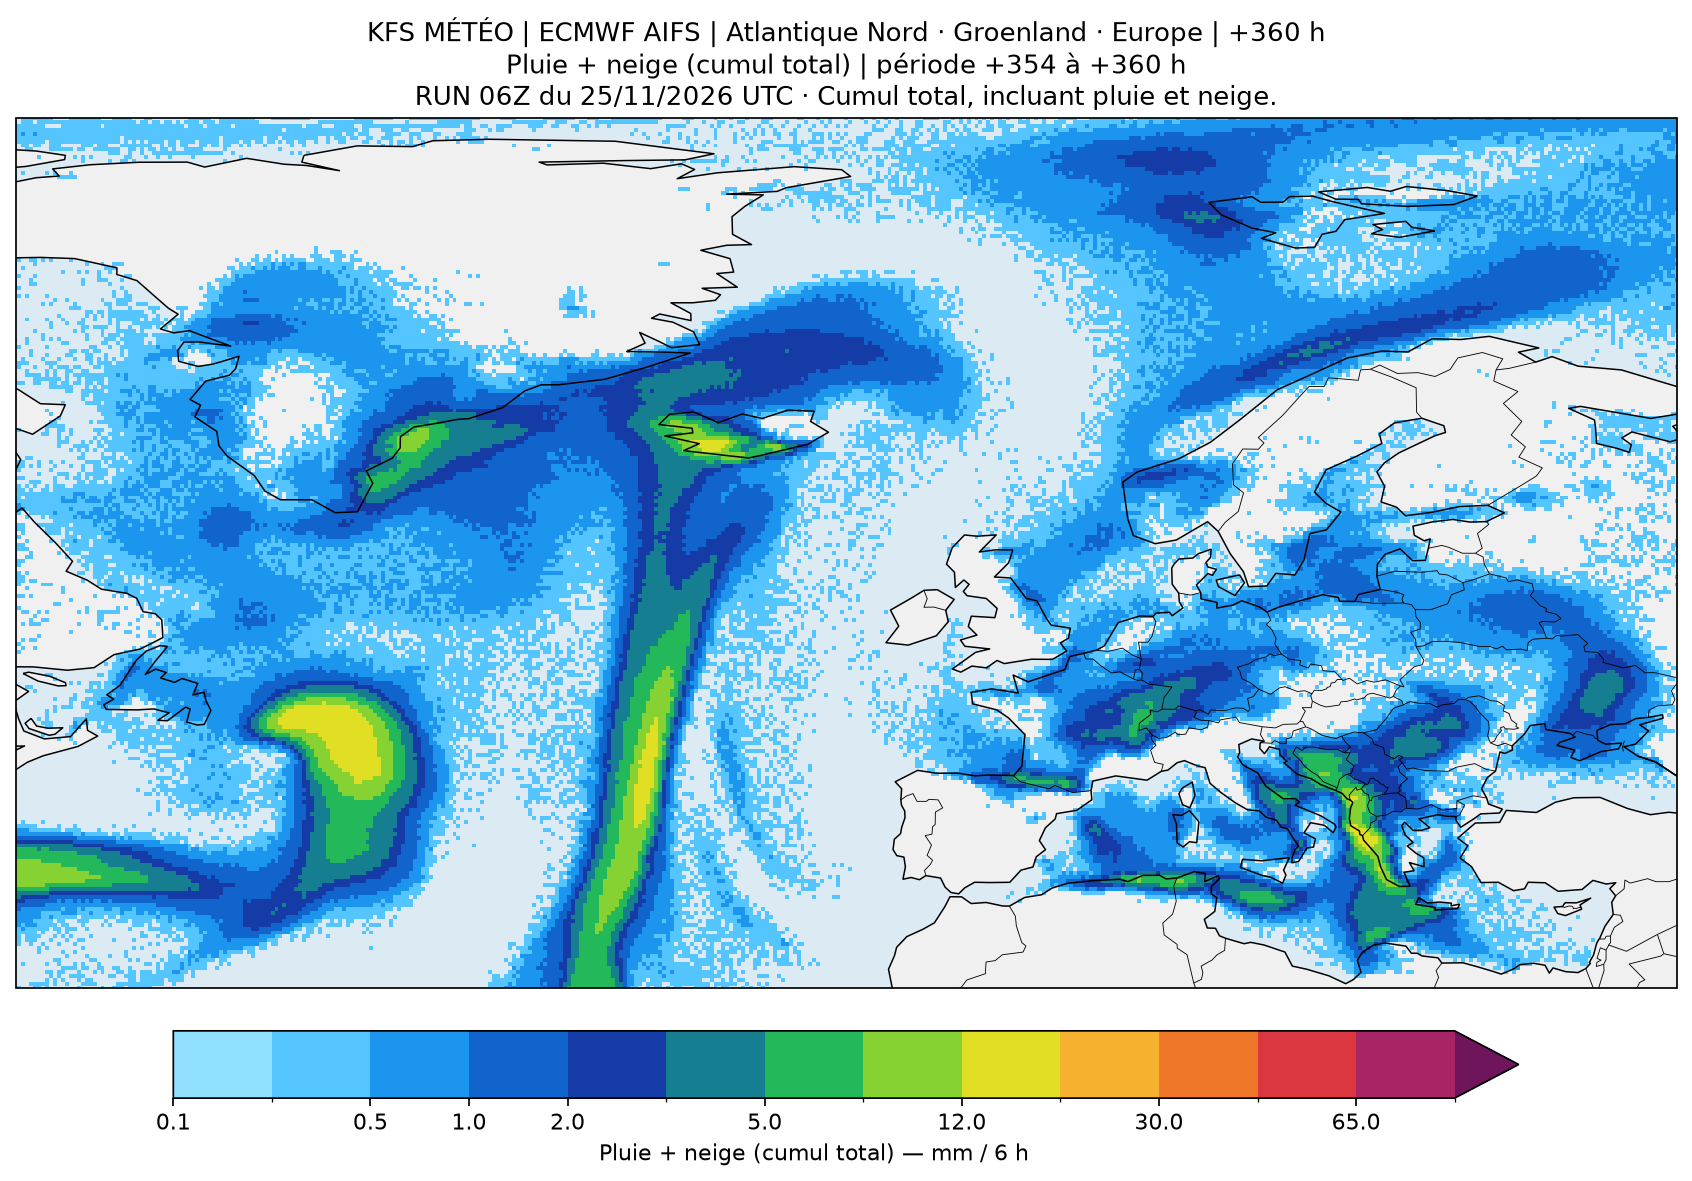 KFS MÉTÉO | ECMWF AIFS | Atlantique Nord · Groenland · Europe | +360 h
Pluie + neige (cumul total) | période +354 à +360 h
RUN 06Z du 25/11/2026 UTC · Cumul total, incluant pluie et neige.
0.1 0.5 1.0 2.0 5.0 12.0 30.0 65.0
Pluie + neige (cumul total) — mm / 6 h